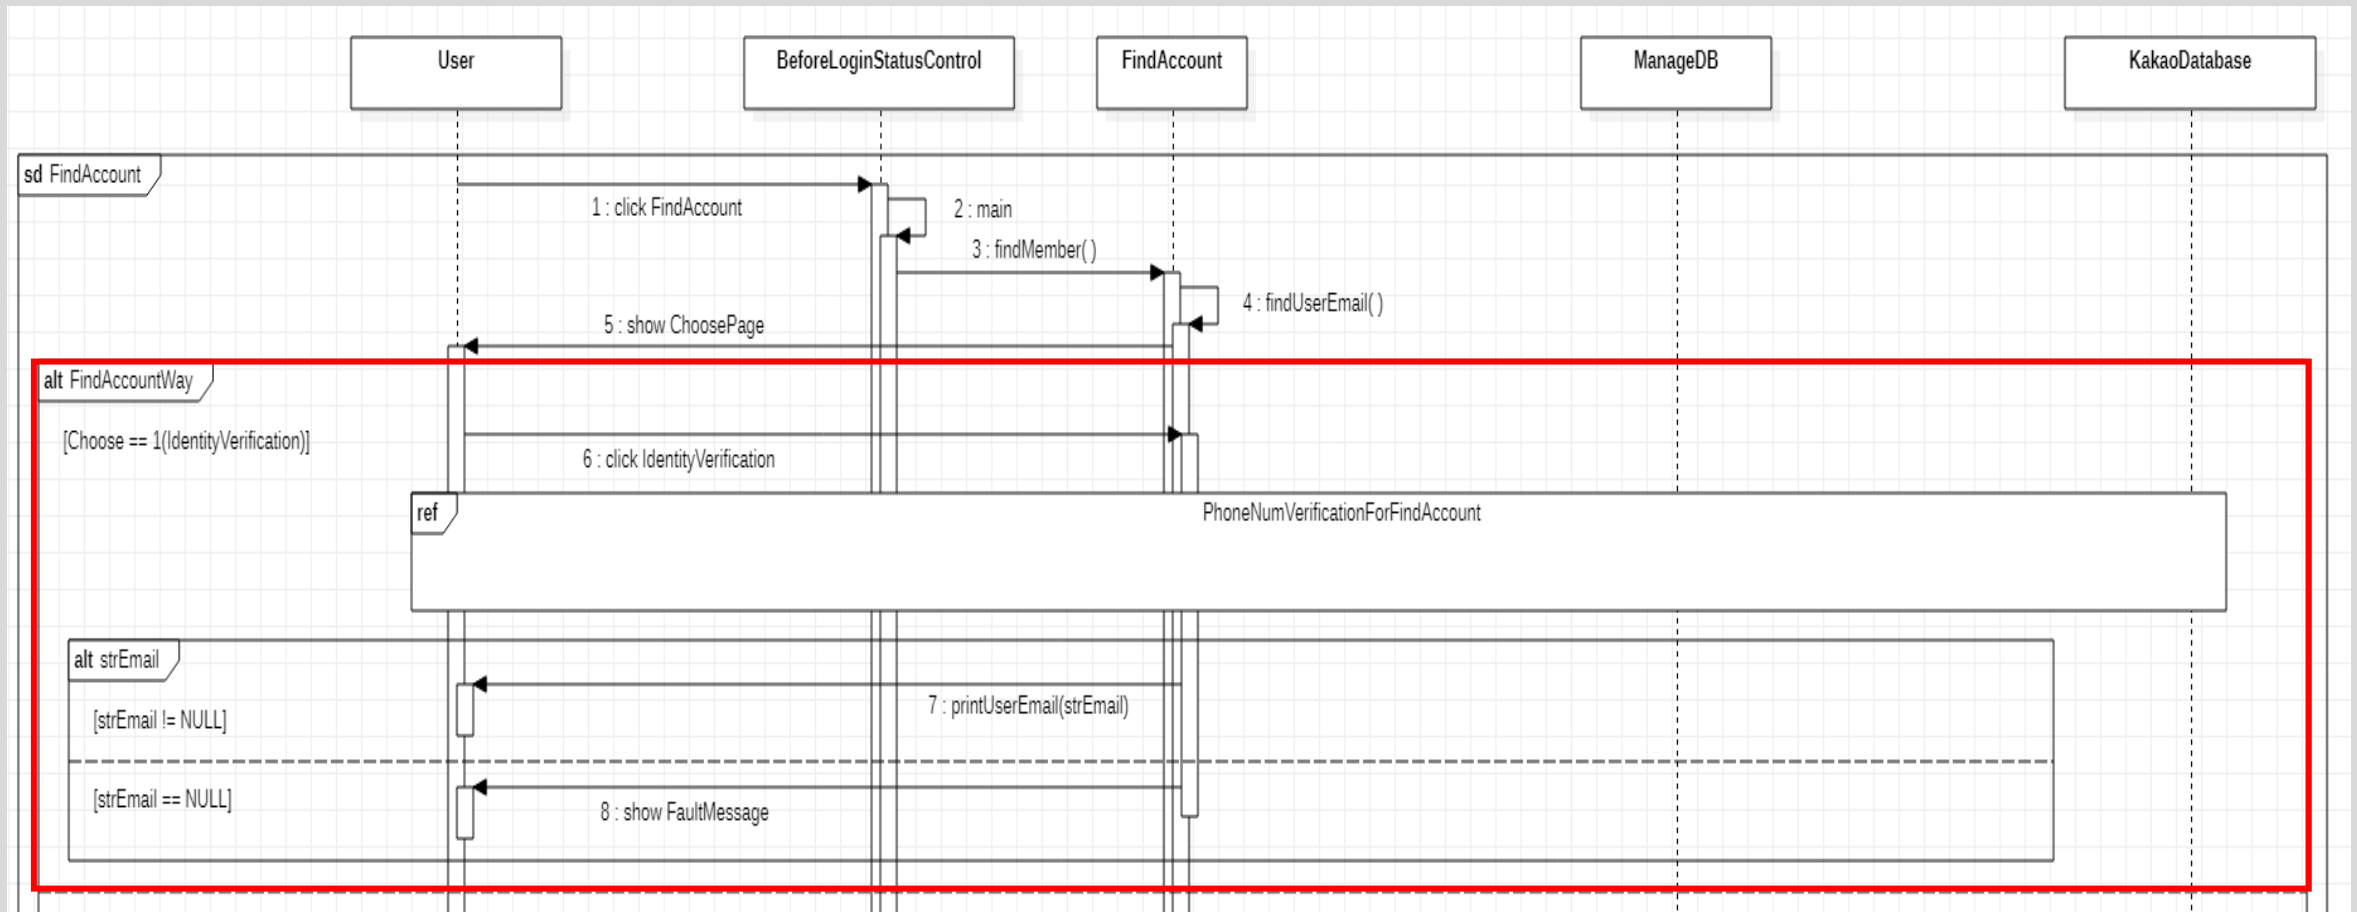 User
BeforeLoginStatusControl
FindAccount
ManageDB
KakaoDatabase
sd FindAccount
1 : click FindAccount
2 : main
3 : findMember( )
4 : findUserEmail( )
5 : show ChoosePage
alt FindAccountWay
[Choose == 1(IdentityVerification)]
6 : click IdentityVerification
ref
PhoneNumVerificationForFindAccount
alt strEmail
7 : printUserEmail(strEmail)
[strEmail != NULL]
[strEmail == NULL]
8 : show FaultMessage